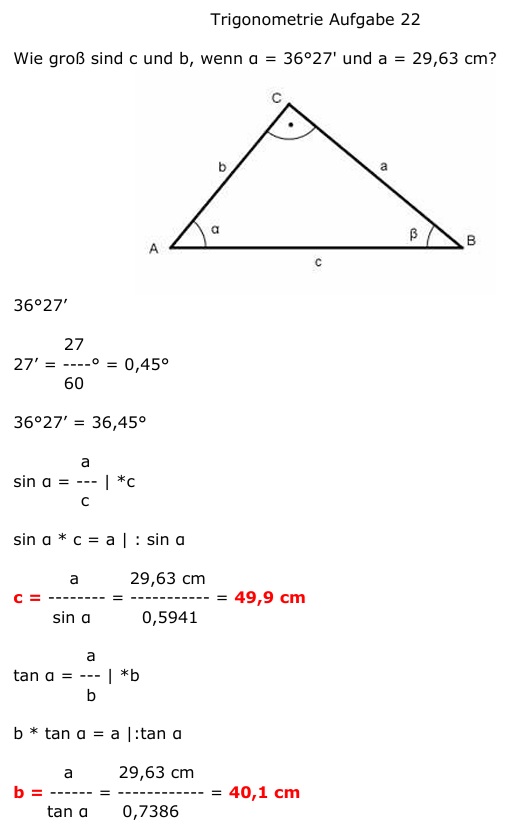 Trigonometrie Aufgabe 22
Wie groß sind c und b, wenn α = 36°27' und a = 29,63 cm?
C
b
a
A
α
β
B
c
36°27′
27
27′ = ----° = 0,45°
60
36°27′ = 36,45°
a
sin α = --- | *c
c
sin α * c = a | : sin α
a 29,63 cm
c = -------- = ----------- = 49,9 cm
sin α 0,5941
a
tan α = --- | *b
b
b * tan α = a |:tan α
a 29,63 cm
b = ------ = ------------ = 40,1 cm
tan α 0,7386